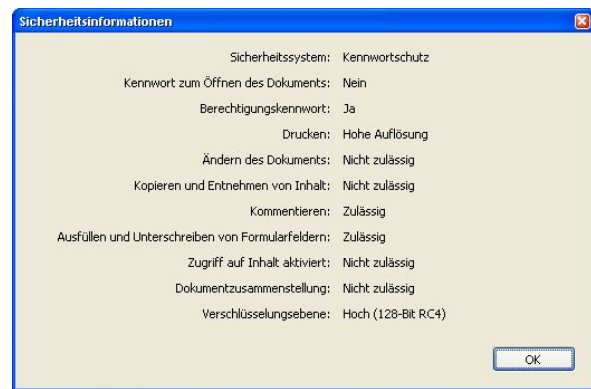 Sicherheitsinformationen
Sicherheitssystem: Kennwortschutz
Kennwort zum Öffnen des Dokuments: Nein
Berechtigungskennwort: Ja
Drucken: Hohe Auflösung
Ändern des Dokuments: Nicht zulässig
Kopieren und Entnehmen von Inhalt: Nicht zulässig
Kommentieren: Zulässig
Ausfüllen und Unterschreiben von Formularfeldern: Zulässig
Zugriff auf Inhalt aktiviert: Nicht zulässig
Dokumentzusammenstellung: Nicht zulässig
Verschlüsselungsebene: Hoch (128-Bit RC4)
OK